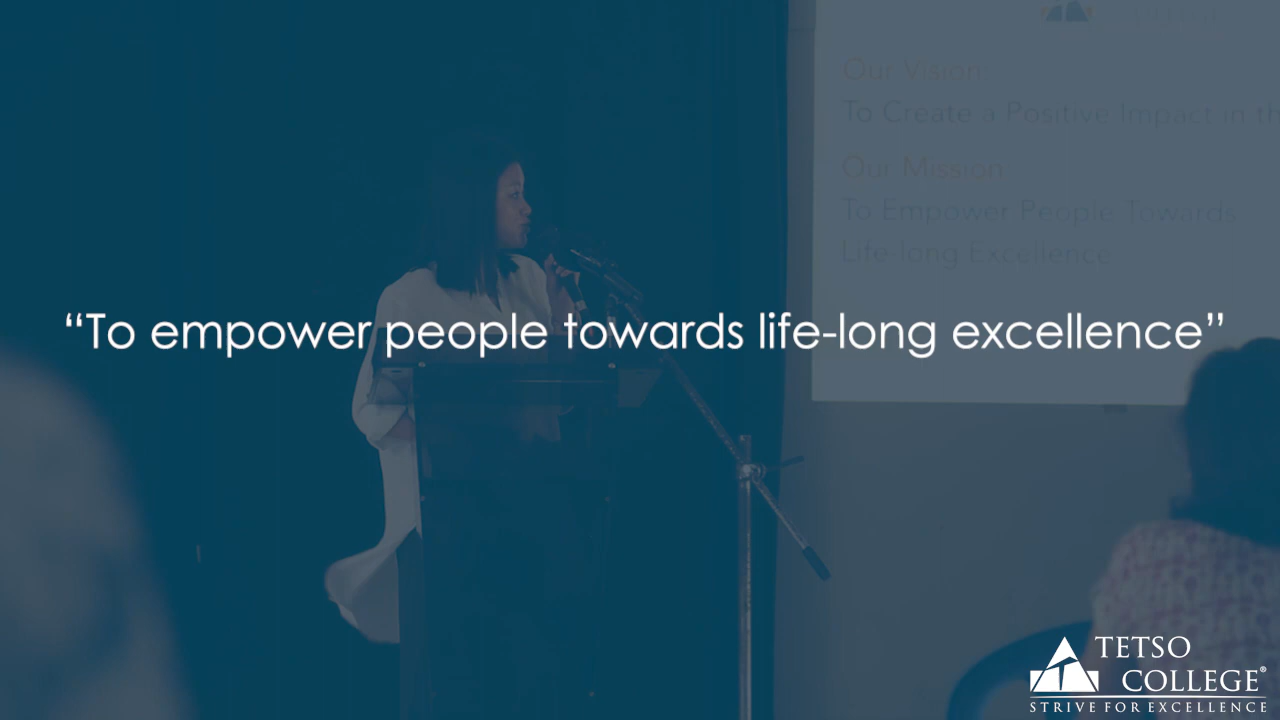 Our Vision
To Create a Positive Impact in th
Our Mission
To Empower People Towards
Life-long Excellence
“To empower people towards life-long excellence”
TETSO
COLLEGE®
STRIVE FOR EXCELLENCE